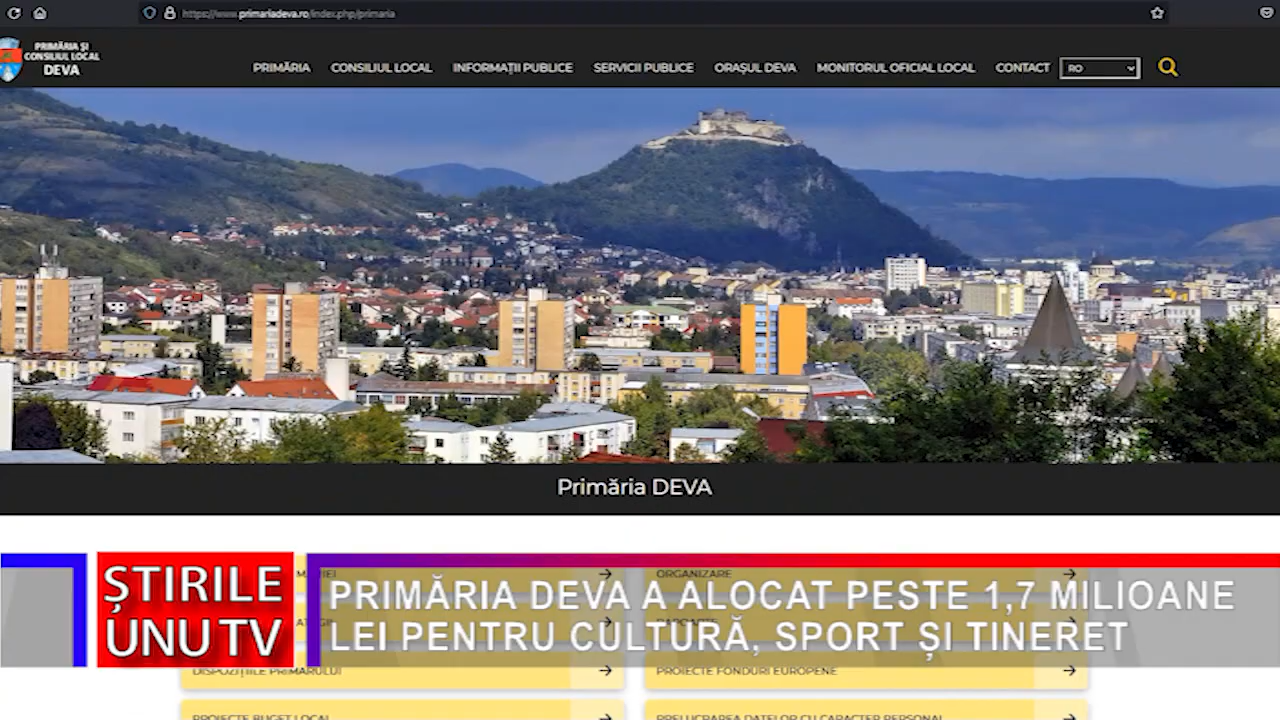 https://www.primariadeva.ro/index.php/primaria
PRIMĂRIA ȘI
CONSILIUL LOCAL
DEVA
PRIMĂRIA CONSILIUL LOCAL INFORMAȚII PUBLICE SERVICII PUBLICE ORAȘUL DEVA MONITORUL OFICIAL LOCAL CONTACT RO
Primăria DEVA
ORGANIZARE
ȘTIRILE
UNU TV
PRIMĂRIA DEVA A ALOCAT PESTE 1,7 MILIOANE
LEI PENTRU CULTURĂ, SPORT ȘI TINERET
DISPOZIȚIILE PRIMARULUI PROIECTE FONDURI EUROPENE
PROIECTE BUGET LOCAL PRELUCRAREA DATELOR CU CARACTER PERSONAL